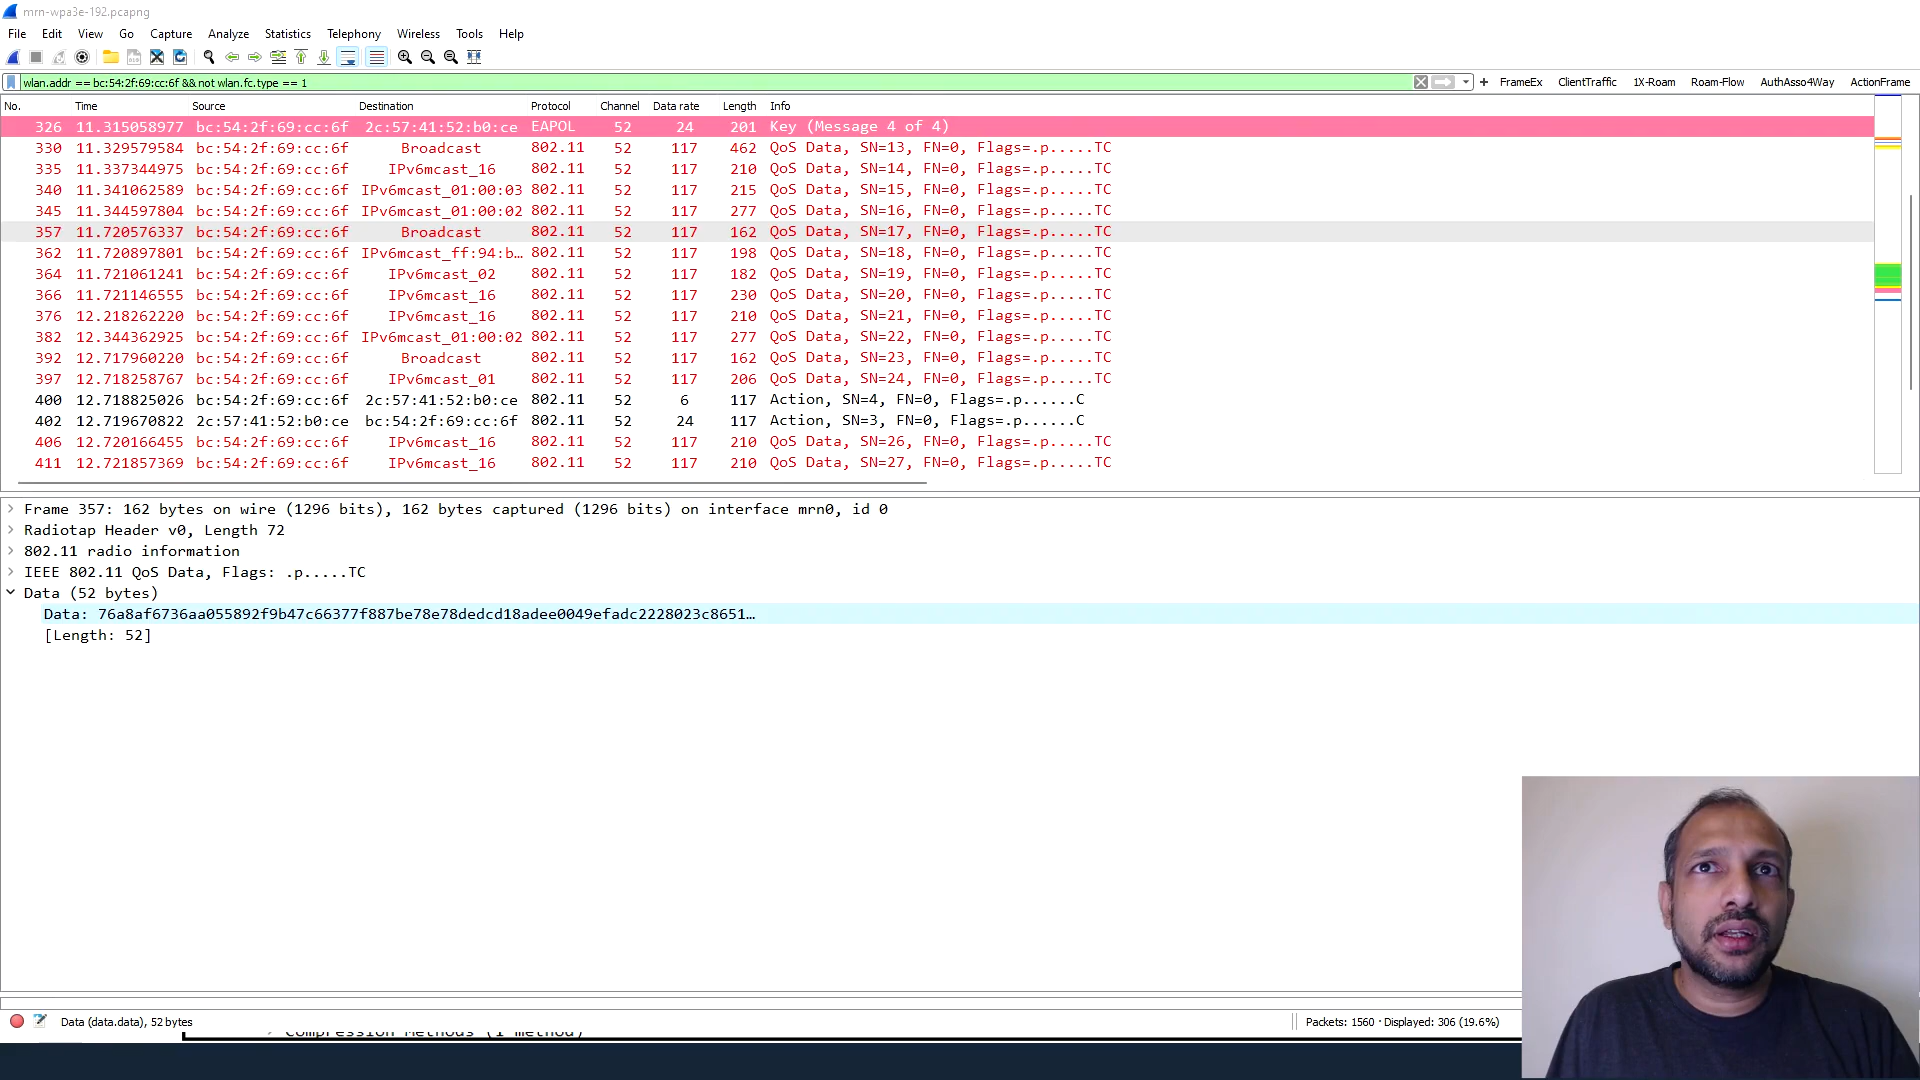 mrn-wpa3e-192.pcapng
File Edit View Go Capture Analyze Statistics Telephony Wireless Tools Help
wlan.addr == bc:54:2f:69:cc:6f && not wlan.fc.type == 1 + FrameEx ClientTraffic 1X-Roam Roam-Flow AuthAsso4Way ActionFrame
No. Time Source Destination Protocol Channel Data rate Length Info
326 11.315058977 bc:54:2f:69:cc:6f 2c:57:41:52:b0:ce EAPOL 52 24 201 Key (Message 4 of 4)
330 11.329579584 bc:54:2f:69:cc:6f Broadcast 802.11 52 117 462 QoS Data, SN=13, FN=0, Flags=.p.....TC
335 11.337344975 bc:54:2f:69:cc:6f IPv6mcast_16 802.11 52 117 210 QoS Data, SN=14, FN=0, Flags=.p.....TC
340 11.341062589 bc:54:2f:69:cc:6f IPv6mcast_01:00:03 802.11 52 117 215 QoS Data, SN=15, FN=0, Flags=.p.....TC
345 11.344597804 bc:54:2f:69:cc:6f IPv6mcast_01:00:02 802.11 52 117 277 QoS Data, SN=16, FN=0, Flags=.p.....TC
357 11.720576337 bc:54:2f:69:cc:6f Broadcast 802.11 52 117 162 QoS Data, SN=17, FN=0, Flags=.p.....TC
362 11.720897801 bc:54:2f:69:cc:6f IPv6mcast_ff:94:b… 802.11 52 117 198 QoS Data, SN=18, FN=0, Flags=.p.....TC
364 11.721061241 bc:54:2f:69:cc:6f IPv6mcast_02 802.11 52 117 182 QoS Data, SN=19, FN=0, Flags=.p.....TC
366 11.721146555 bc:54:2f:69:cc:6f IPv6mcast_16 802.11 52 117 230 QoS Data, SN=20, FN=0, Flags=.p.....TC
376 12.218262220 bc:54:2f:69:cc:6f IPv6mcast_16 802.11 52 117 210 QoS Data, SN=21, FN=0, Flags=.p.....TC
382 12.344362925 bc:54:2f:69:cc:6f IPv6mcast_01:00:02 802.11 52 117 277 QoS Data, SN=22, FN=0, Flags=.p.....TC
392 12.717960220 bc:54:2f:69:cc:6f Broadcast 802.11 52 117 162 QoS Data, SN=23, FN=0, Flags=.p.....TC
397 12.718258767 bc:54:2f:69:cc:6f IPv6mcast_01 802.11 52 117 206 QoS Data, SN=24, FN=0, Flags=.p.....TC
400 12.718825026 bc:54:2f:69:cc:6f 2c:57:41:52:b0:ce 802.11 52 6 117 Action, SN=4, FN=0, Flags=.p......C
402 12.719670822 2c:57:41:52:b0:ce bc:54:2f:69:cc:6f 802.11 52 24 117 Action, SN=3, FN=0, Flags=.p......C
406 12.720166455 bc:54:2f:69:cc:6f IPv6mcast_16 802.11 52 117 210 QoS Data, SN=26, FN=0, Flags=.p.....TC
411 12.721857369 bc:54:2f:69:cc:6f IPv6mcast_16 802.11 52 117 210 QoS Data, SN=27, FN=0, Flags=.p.....TC
Frame 357: 162 bytes on wire (1296 bits), 162 bytes captured (1296 bits) on interface mrn0, id 0
Radiotap Header v0, Length 72
802.11 radio information
IEEE 802.11 QoS Data, Flags: .p.....TC
Data (52 bytes)
Data: 76a8af6736aa055892f9b47c66377f887be78e78dedcd18adee0049efadc2228023c8651…
[Length: 52]
Data (data.data), 52 bytes Packets: 1560 · Displayed: 306 (19.6%)
Compression Methods (1 method)